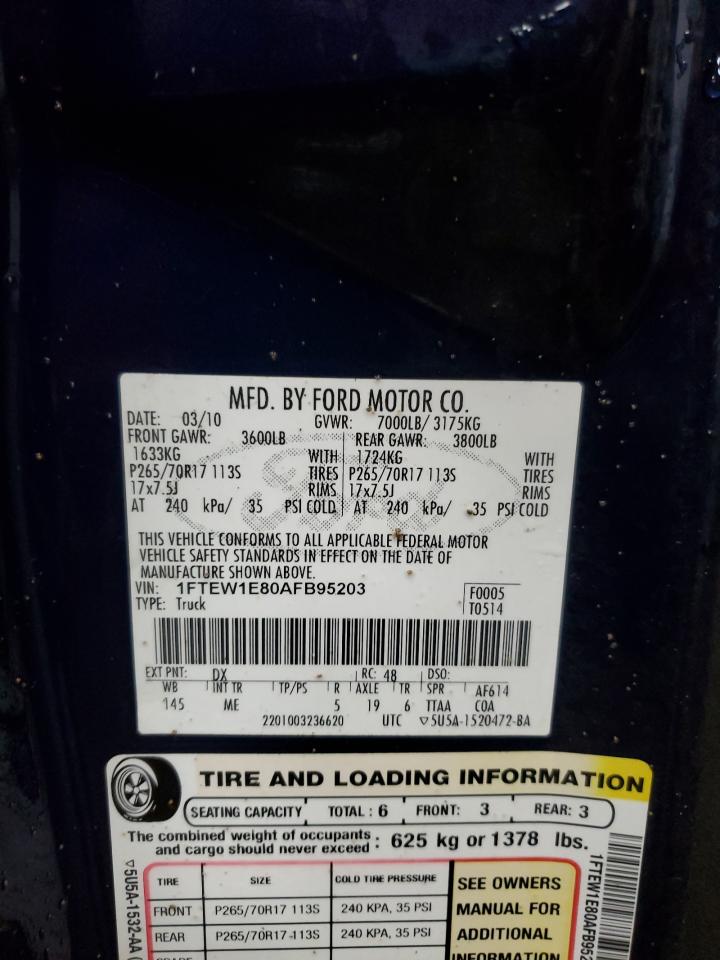 MFD. BY FORD MOTOR CO.
DATE: 03/10 GVWR: 7000LB/ 3175KG
FRONT GAWR: 3600LB REAR GAWR: 3800LB
1633KG WITH 1724KG WITH
P265/70R17 113S TIRES P265/70R17 113S TIRES
17x7.5J RIMS 17x7.5J RIMS
AT 240 kPa/ 35 PSI COLD AT 240 kPa/ 35 PSI COLD
Ford
THIS VEHICLE CONFORMS TO ALL APPLICABLE FEDERAL MOTOR
VEHICLE SAFETY STANDARDS IN EFFECT ON THE DATE OF
MANUFACTURE SHOWN ABOVE.
VIN: 1FTEW1E80AFB95203 F0005
TYPE: Truck T0514
EXT PNT: DX RC: 48 DSO:
WB INT TR TP/PS R AXLE TR SPR AF614
145 ME 5 19 6 TTAA COA
2201003236620 UTC ▽5U5A-1520472-BA
TIRE AND LOADING INFORMATION
SEATING CAPACITY TOTAL : 6 FRONT: 3 REAR: 3
The combined weight of occupants
and cargo should never exceed : 625 kg or 1378 lbs.
TIRE SIZE COLD TIRE PRESSURE
FRONT P265/70R17 113S 240 KPA, 35 PSI
REAR P265/70R17 113S 240 KPA, 35 PSI
SEE OWNERS
MANUAL FOR
ADDITIONAL
INFORMATION
▽5U5A-1532-AA
1FTEW1E80AFB952